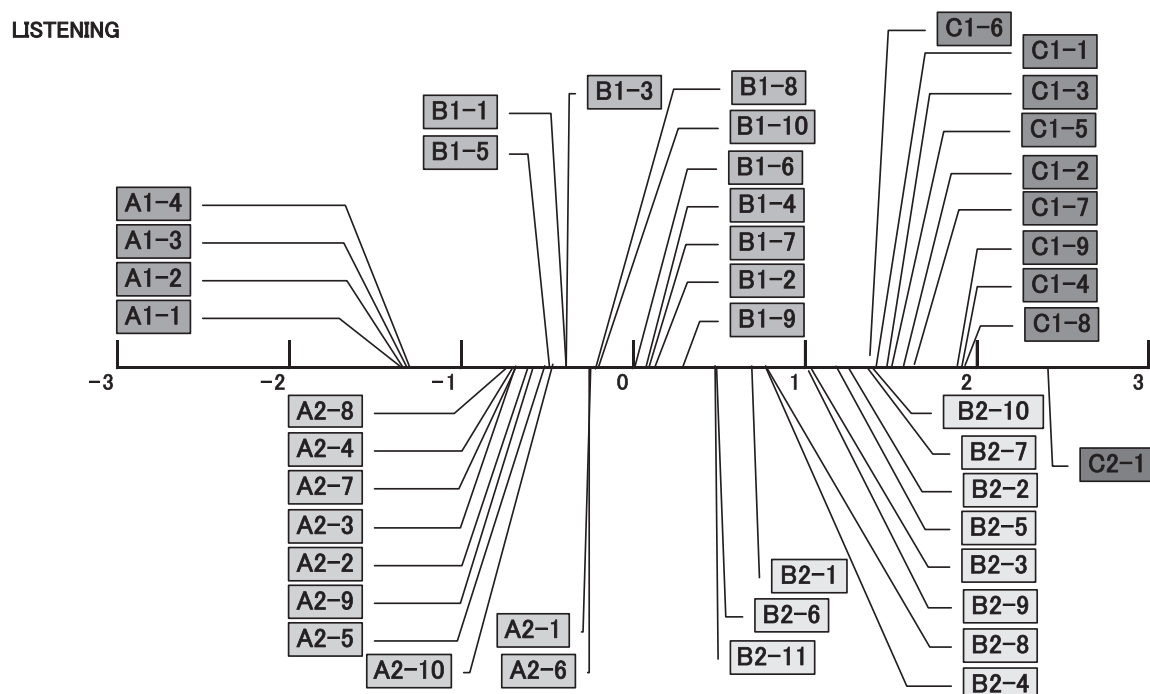 LISTENING
C1-6
C1-1
B1-3
B1-8
C1-3
B1-1
B1-10
C1-5
B1-5
B1-6
C1-2
A1-4
B1-4
C1-7
A1-3
B1-7
C1-9
A1-2
B1-2
C1-4
A1-1
B1-9
C1-8
-3 -2 -1 0 1 2 3
A2-8
B2-10
A2-4
B2-7
C2-1
A2-7
B2-2
A2-3
B2-5
A2-2
B2-3
B2-1
A2-9
B2-9
B2-6
A2-1
A2-5
B2-8
B2-11
A2-10
A2-6
B2-4